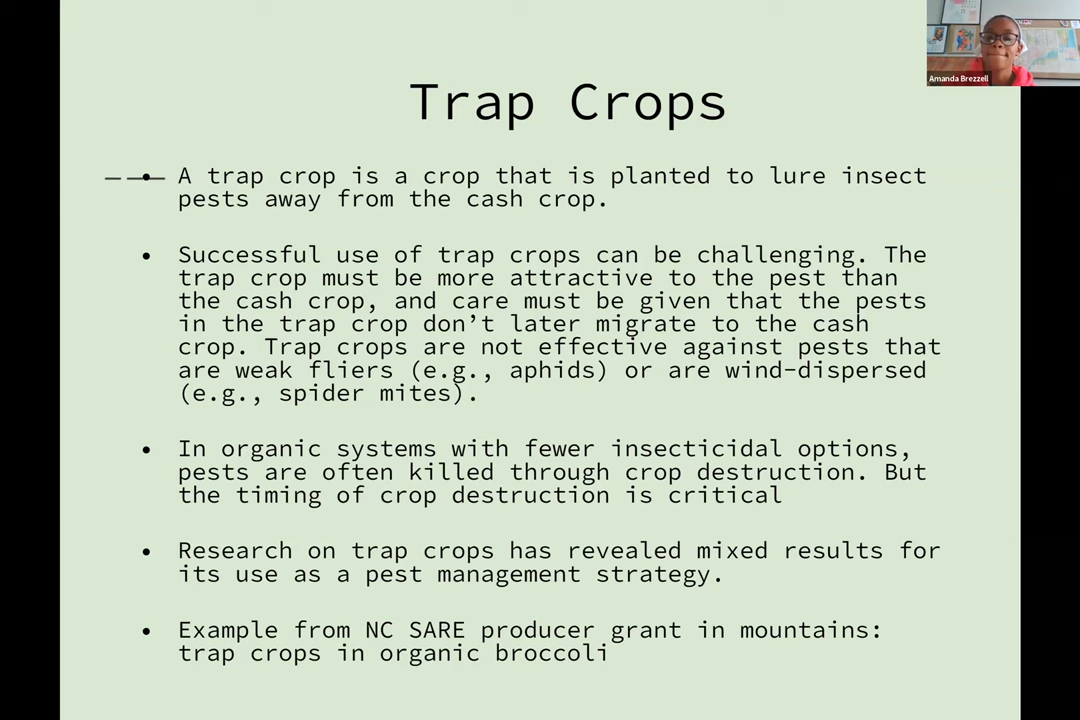 Amanda Brezzell
Trap Crops
• A trap crop is a crop that is planted to lure insect
pests away from the cash crop.
• Successful use of trap crops can be challenging. The
trap crop must be more attractive to the pest than
the cash crop, and care must be given that the pests
in the trap crop don’t later migrate to the cash
crop. Trap crops are not effective against pests that
are weak fliers (e.g., aphids) or are wind-dispersed
(e.g., spider mites).
• In organic systems with fewer insecticidal options,
pests are often killed through crop destruction. But
the timing of crop destruction is critical
• Research on trap crops has revealed mixed results for
its use as a pest management strategy.
• Example from NC SARE producer grant in mountains:
trap crops in organic broccoli